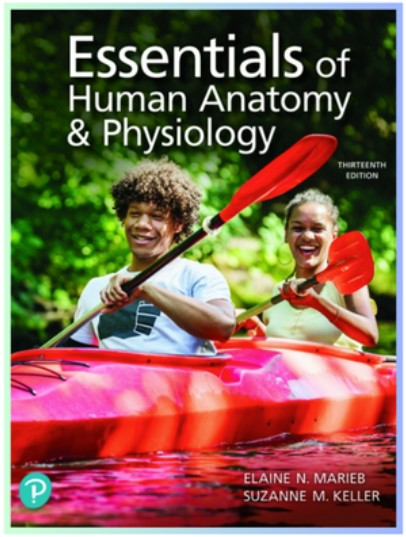 Essentials of
Human Anatomy
& Physiology
THIRTEENTH
EDITION
ELAINE N. MARIEB
SUZANNE M. KELLER
P